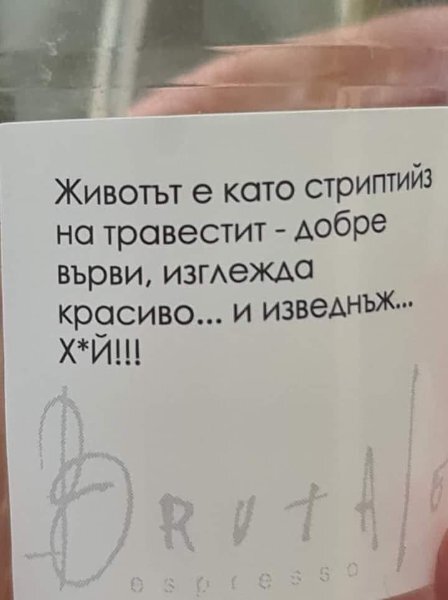 Животът е като стриптийз
на травестит - добре
върви, изглежда
красиво... и изведнъж...
Х*Й!!!
BRUTAL
espresso